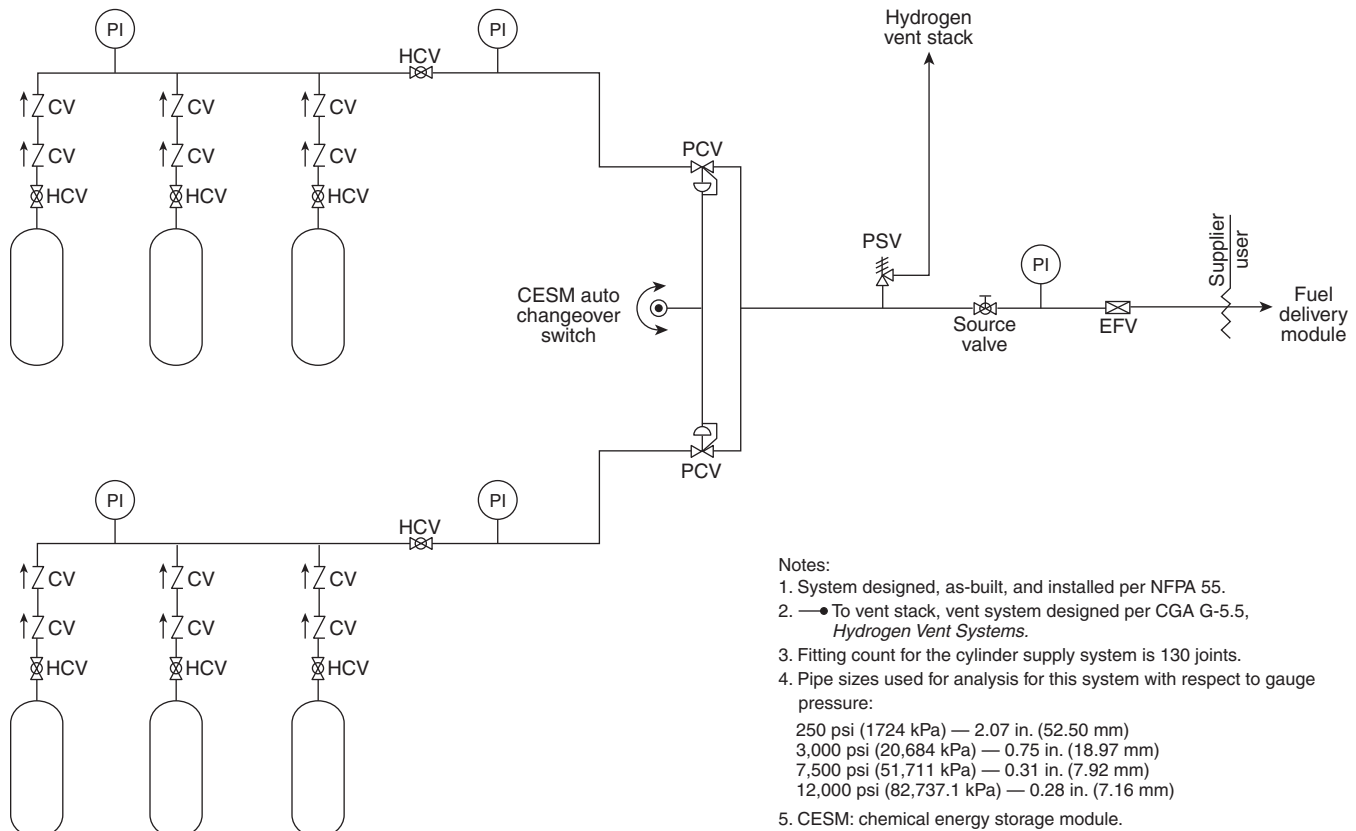 Hydrogen
vent stack
PI
PI
HCV
CV
CV
CV
CV
CV
CV
HCV
HCV
HCV
PCV
PSV
PI
Supplier
user
CESM auto
changeover
switch
Source
valve
EFV
Fuel
delivery
module
PCV
PI
PI
HCV
CV
CV
CV
CV
CV
CV
HCV
HCV
HCV
Notes:
1. System designed, as-built, and installed per NFPA 55.
2. To vent stack, vent system designed per CGA G-5.5,
Hydrogen Vent Systems.
3. Fitting count for the cylinder supply system is 130 joints.
4. Pipe sizes used for analysis for this system with respect to gauge
pressure:
250 psi (1724 kPa) — 2.07 in. (52.50 mm)
3,000 psi (20,684 kPa) — 0.75 in. (18.97 mm)
7,500 psi (51,711 kPa) — 0.31 in. (7.92 mm)
12,000 psi (82,737.1 kPa) — 0.28 in. (7.16 mm)
5. CESM: chemical energy storage module.